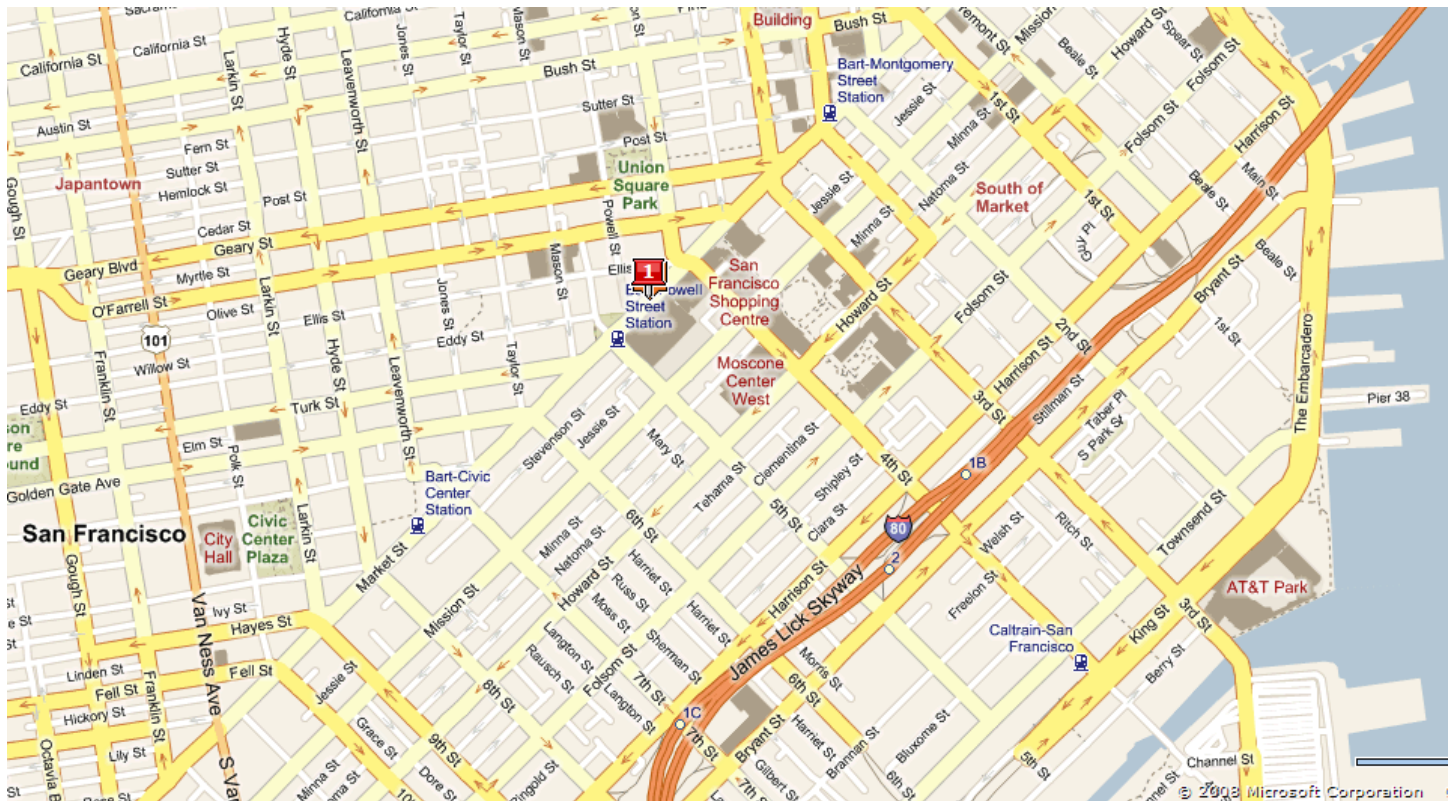 California St
Mason St
Bush St
Building
Fremont St
Mission St
Howard St
Spear St
Folsom St
Beale St
California St
California St
Larkin St
Hyde St
Leavenworth St
Jones St
Taylor St
Mason St
Bush St
Bart-Montgomery
Street
Station
Jessie St
1st St
Minna St
Folsom St
Harrison St
Austin St
Sutter St
Fern St
Post St
Sutter St
Japantown
Hemlock St
Post St
Union
Square
Park
Jessie St
Natoma St
South of
Market
1st St
Beale St
Main St
Gough St
Cedar St
Powell St
Minna St
Guy Pl
Geary St
Geary Blvd
Myrtle St
Mason St
Ellis
1
San
Francisco
Shopping
Centre
Beale St
O'Farrell St
Olive St
Larkin St
Ellis St
Jones St
Street
Station
Howard St
Folsom St
Bryant St
1st St
101
Willow St
Hyde St
Eddy St
Taylor St
2nd St
The Embarcadero
Franklin St
Leavenworth St
Moscone
Center
West
Harrison St
Stillman St
Pier 38
Eddy St
Turk St
3rd St
Taber Pl
S Park St
Elm St
Polk St
Stevenson St
Jessie St
Mary St
Clementina St
4th St
1B
Golden Gate Ave
Bart-Civic
Center
Station
Tehama St
Shipley St
Clara St
5th St
80
Welsh St
Ritch St
Townsend St
San Francisco
City
Hall
Civic
Center
Plaza
Larkin St
Market St
Minna St
Natoma St
6th St
2
Gough St
Mission St
Howard St
Harriet St
Russ St
Moss St
Harriet St
Harrison St
James Lick Skyway
Freelon St
AT&T Park
3rd St
Ivy St
Hayes St
Van Ness Ave
Langton St
Rausch St
Folsom St
Sherman St
Morris St
Caltrain-San
Francisco
King St
Berry St
Linden St
Fell St
Fell St
Franklin St
Jessie St
8th St
7th St
Langton St
6th St
Hickory St
1C
7th St
Bryant St
Harriet St
Brannan St
Bluxome St
Lily St
Grace St
9th St
Dore St
Gilbert St
6th St
5th St
Channel St
Minna St
Ringold St
7th St
© 2008 Microsoft Corporation